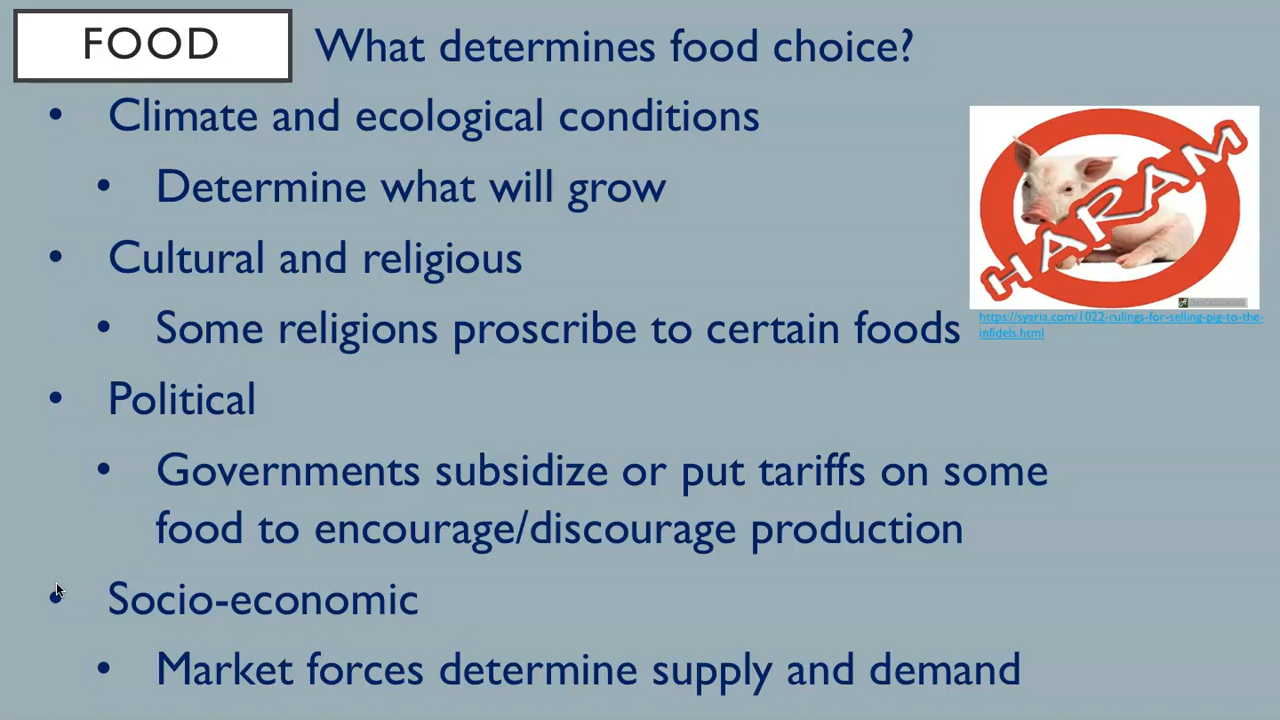 FOOD
What determines food choice?
• Climate and ecological conditions
• Determine what will grow
• Cultural and religious
• Some religions proscribe to certain foods
• Political
• Governments subsidize or put tariffs on some
food to encourage/discourage production
• Socio-economic
• Market forces determine supply and demand
HARAM
https://syaria.com/1022-rulings-for-selling-pig-to-the-
infidels.html